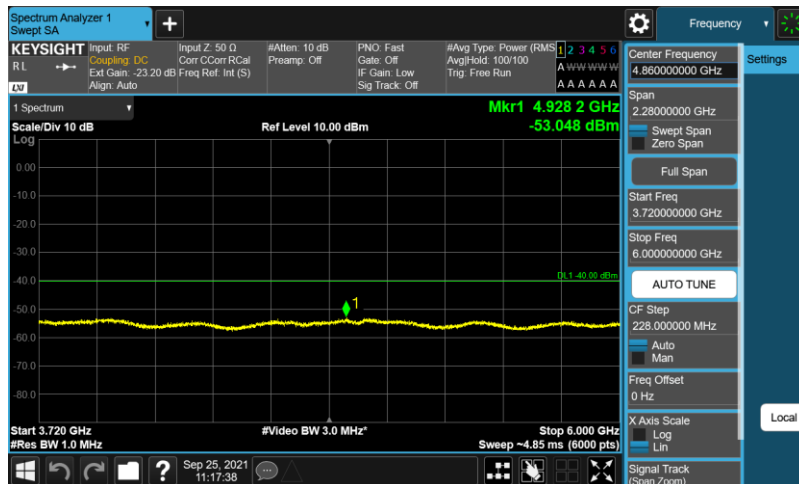 Spectrum Analyzer 1
Swept SA
Frequency
KEYSIGHT
RL
LXI
Input: RF
Coupling: DC
Ext Gain: -23.20 dB
Align: Auto
Input Z: 50 Ω
Corr CCorr RCal
Freq Ref: Int (S)
#Atten: 10 dB
Preamp: Off
PNO: Fast
Gate: Off
IF Gain: Low
Sig Track: Off
#Avg Type: Power (RMS
Avg|Hold: 100/100
Trig: Free Run
1 2 3 4 5 6
A W W W W W
A A A A A A
1 Spectrum
Scale/Div 10 dB
Log
Ref Level 10.00 dBm
Mkr1 4.928 2 GHz
-53.048 dBm
0.00
-10.0
-20.0
-30.0
-40.0
-50.0
-60.0
-70.0
-80.0
DL1 -40.00 dBm
1
Start 3.720 GHz
#Res BW 1.0 MHz
#Video BW 3.0 MHz*
Stop 6.000 GHz
Sweep ~4.85 ms (6000 pts)
Sep 25, 2021
11:17:38
?
Center Frequency
4.860000000 GHz
Span
2.28000000 GHz
Swept Span
Zero Span
Full Span
Start Freq
3.720000000 GHz
Stop Freq
6.000000000 GHz
AUTO TUNE
CF Step
228.000000 MHz
Auto
Man
Freq Offset
0 Hz
X Axis Scale
Log
Lin
Signal Track
(Span Zoom)
Settings
Local